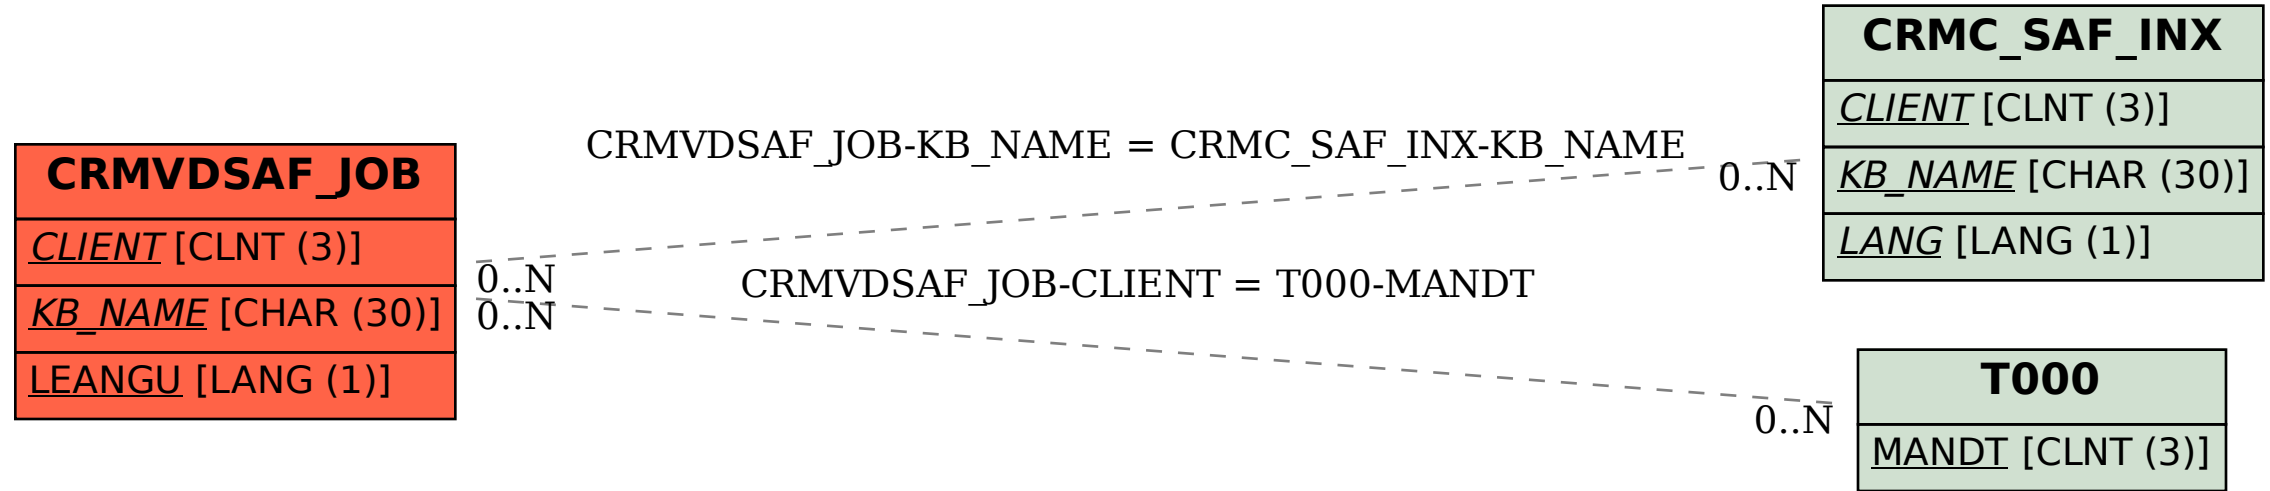 CRMVDSAF_JOB
CLIENT [CLNT (3)]
KB_NAME [CHAR (30)]
LEANGU [LANG (1)]
CRMVDSAF_JOB-KB_NAME = CRMC_SAF_INX-KB_NAME
0..N
0..N
CRMVDSAF_JOB-CLIENT = T000-MANDT
0..N
0..N
CRMC_SAF_INX
CLIENT [CLNT (3)]
KB_NAME [CHAR (30)]
LANG [LANG (1)]
T000
MANDT [CLNT (3)]